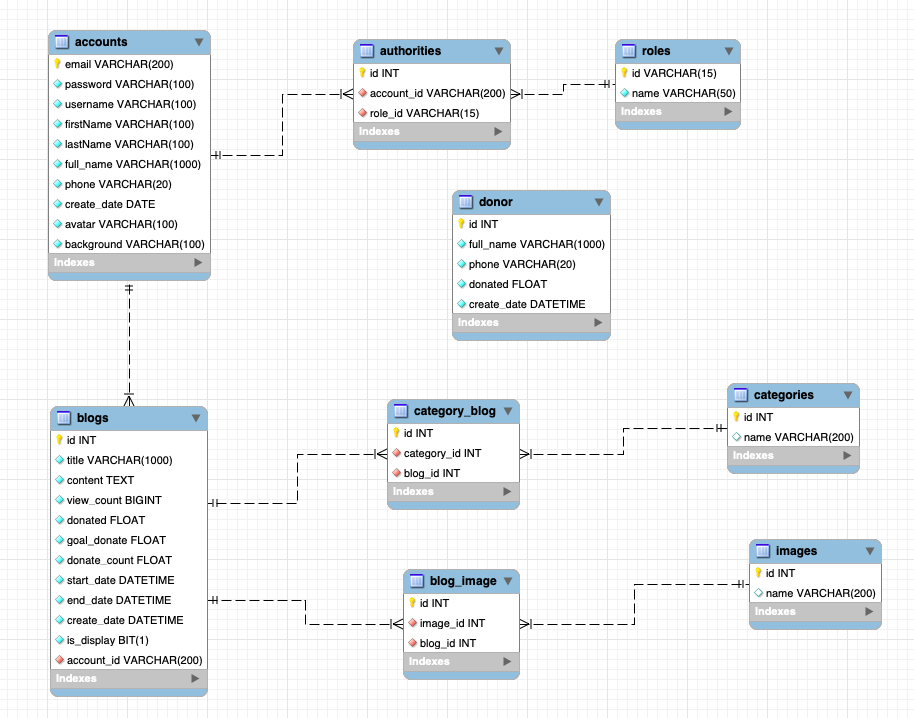 accounts
email VARCHAR(200)
password VARCHAR(100)
username VARCHAR(100)
firstName VARCHAR(100)
lastName VARCHAR(100)
full_name VARCHAR(1000)
phone VARCHAR(20)
create_date DATE
avatar VARCHAR(100)
background VARCHAR(100)
Indexes
authorities
id INT
account_id VARCHAR(200)
role_id VARCHAR(15)
Indexes
roles
id VARCHAR(15)
name VARCHAR(50)
Indexes
donor
id INT
full_name VARCHAR(1000)
phone VARCHAR(20)
donated FLOAT
create_date DATETIME
Indexes
blogs
id INT
title VARCHAR(1000)
content TEXT
view_count BIGINT
donated FLOAT
goal_donate FLOAT
donate_count FLOAT
start_date DATETIME
end_date DATETIME
create_date DATETIME
is_display BIT(1)
account_id VARCHAR(200)
Indexes
category_blog
id INT
category_id INT
blog_id INT
Indexes
categories
id INT
name VARCHAR(200)
Indexes
blog_image
id INT
image_id INT
blog_id INT
Indexes
images
id INT
name VARCHAR(200)
Indexes